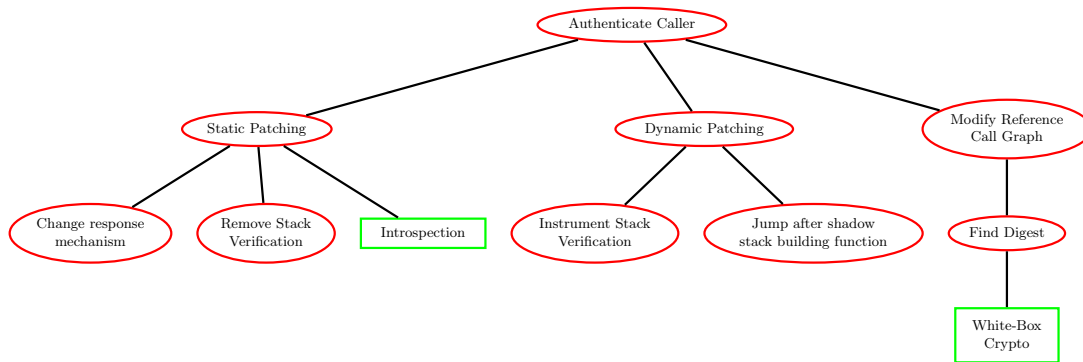 Authenticate Caller
Static Patching
Dynamic Patching
Modify Reference
Call Graph
Change response
mechanism
Remove Stack
Verification
Introspection
Instrument Stack
Verification
Jump after shadow
stack building function
Find Digest
White-Box
Crypto